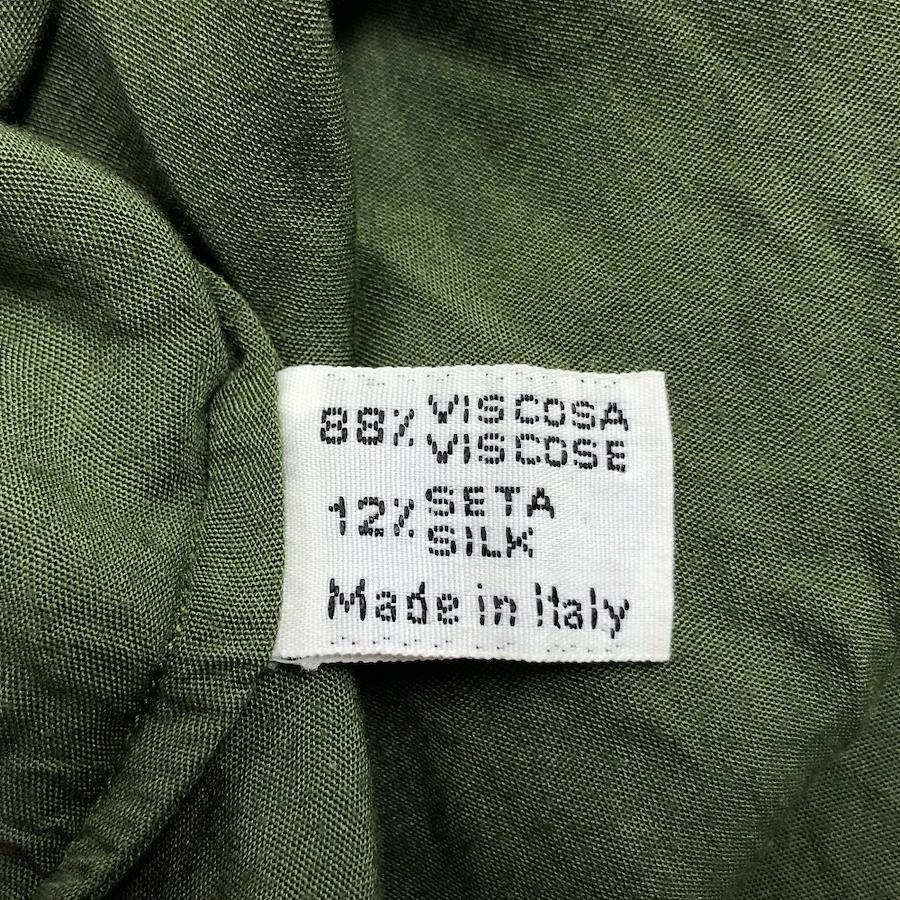 88% VISCOSA
VISCOSE
12% SETA
SILK
Made in Italy